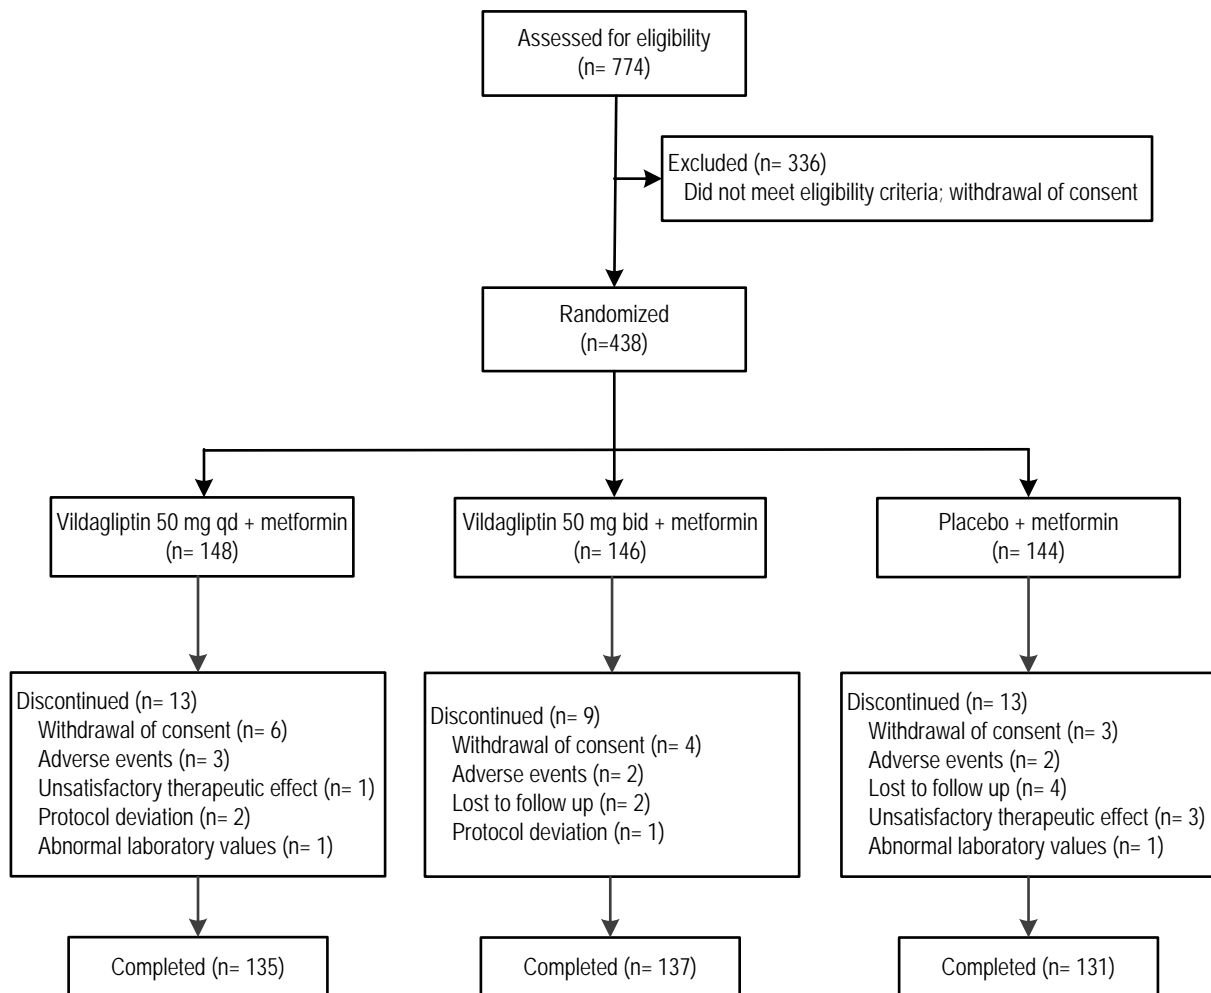 Assessed for eligibility
(n= 774)
Excluded (n= 336)
Did not meet eligibility criteria; withdrawal of consent
Randomized
(n=438)
Vildagliptin 50 mg qd + metformin
(n= 148)
Vildagliptin 50 mg bid + metformin
(n= 146)
Placebo + metformin
(n= 144)
Discontinued (n= 13)
Withdrawal of consent (n= 6)
Adverse events (n= 3)
Unsatisfactory therapeutic effect (n= 1)
Protocol deviation (n= 2)
Abnormal laboratory values (n= 1)
Discontinued (n= 9)
Withdrawal of consent (n= 4)
Adverse events (n= 2)
Lost to follow up (n= 2)
Protocol deviation (n= 1)
Discontinued (n= 13)
Withdrawal of consent (n= 3)
Adverse events (n= 2)
Lost to follow up (n= 4)
Unsatisfactory therapeutic effect (n= 3)
Abnormal laboratory values (n= 1)
Completed (n= 135)
Completed (n= 137)
Completed (n= 131)